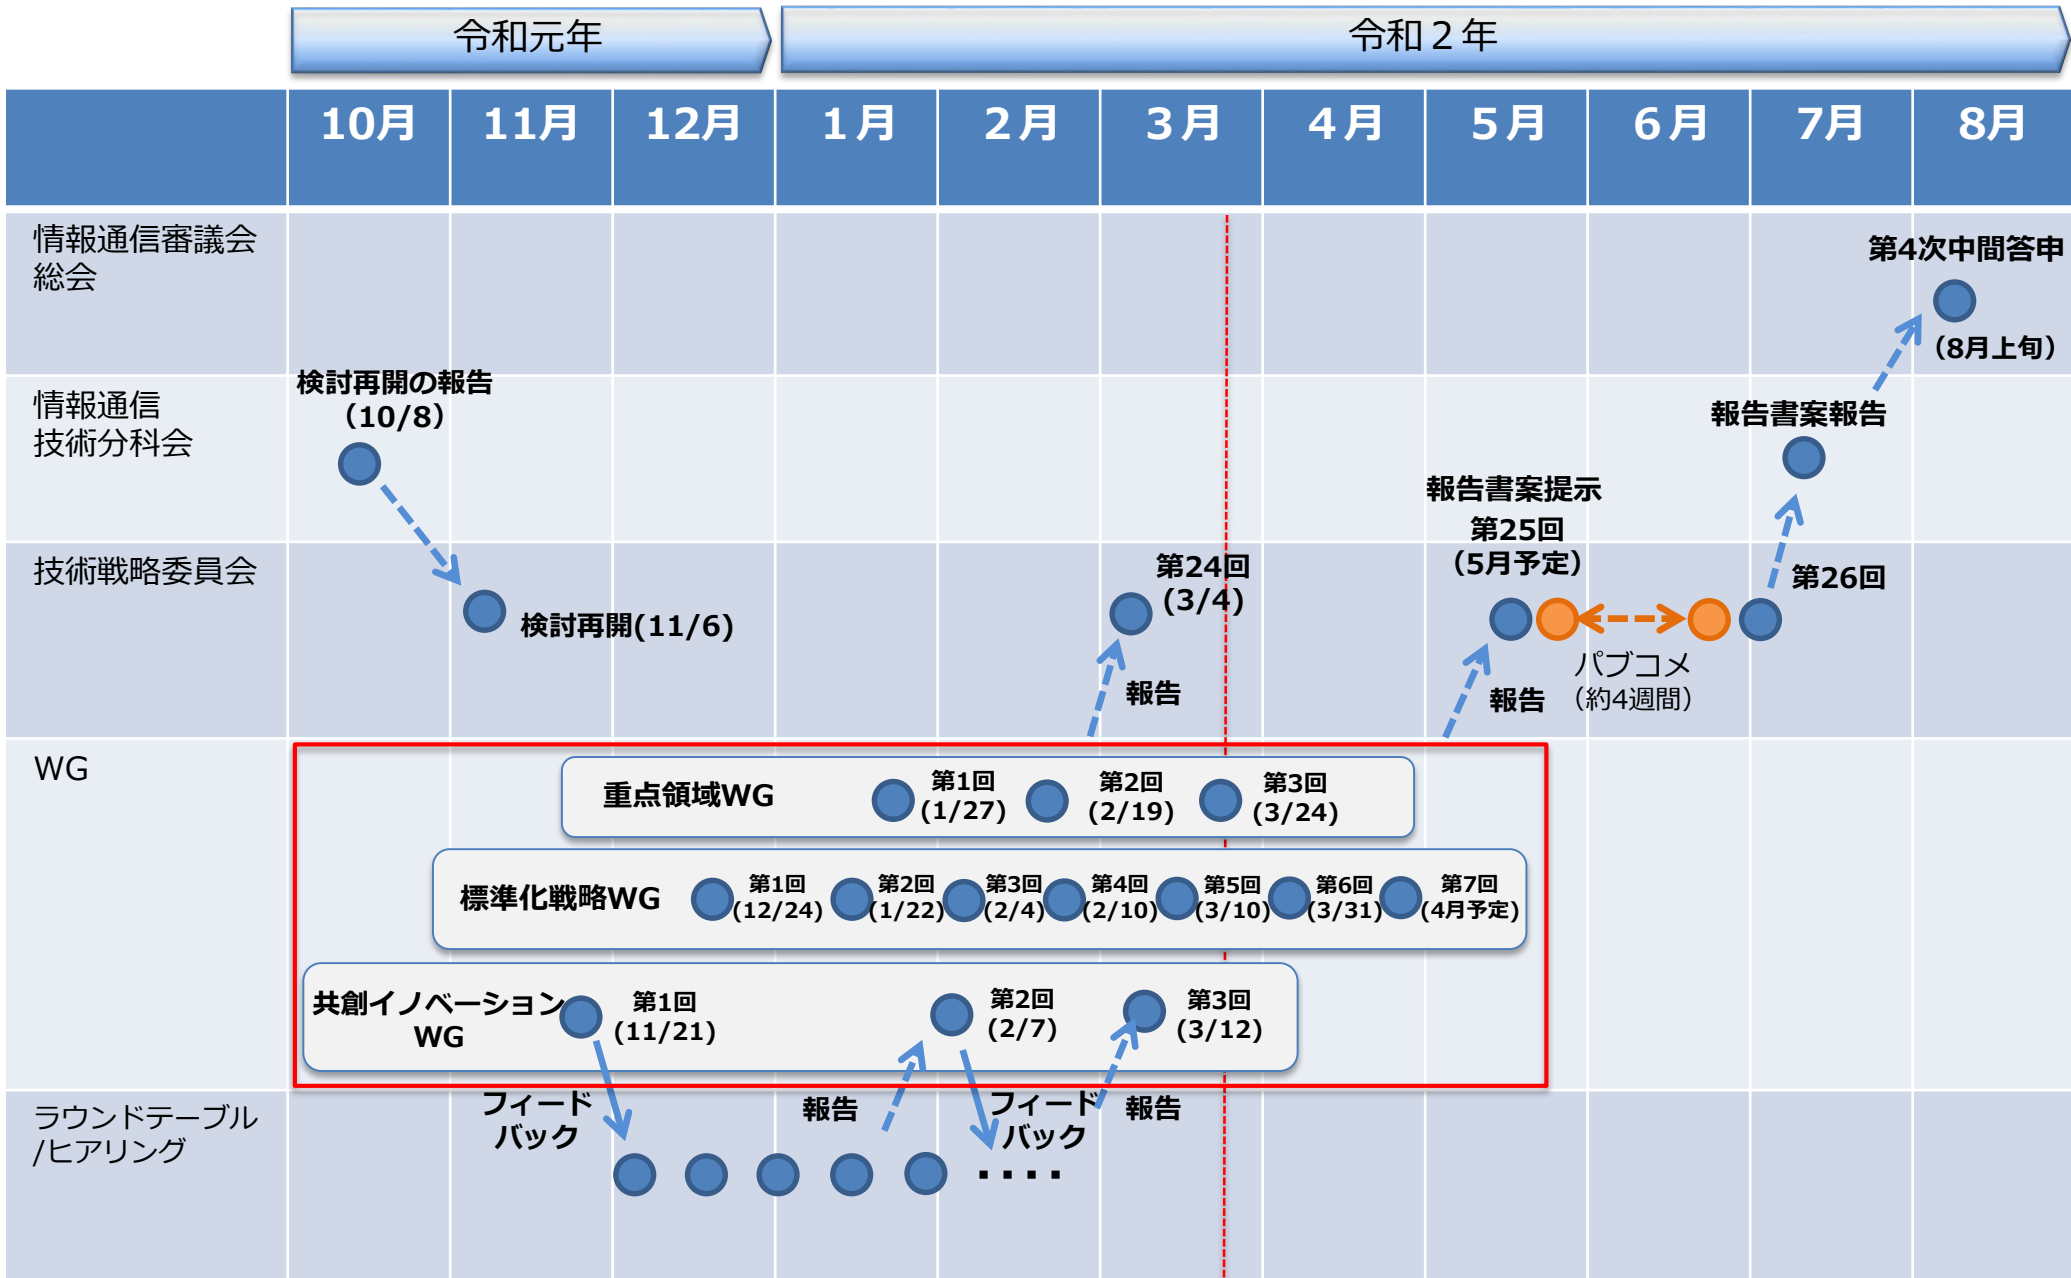 令和元年
令和２年
10月
11月
12月
１月
２月
３月
４月
５月
６月
7月
8月
情報通信審議会
総会
第4次中間答申
（8月上旬）
情報通信
技術分科会
検討再開の報告
（10/8）
報告書案報告
技術戦略委員会
検討再開(11/6)
第24回
(3/4)
報告
報告書案提示
第25回
（5月予定）
報告
パブコメ
（約4週間）
第26回
WG
重点領域WG
第1回
(1/27)
第2回
(2/19)
第3回
(3/24)
標準化戦略WG
第1回
(12/24)
第2回
(1/22)
第3回
(2/4)
第4回
(2/10)
第5回
(3/10)
第6回
(3/31)
第7回
(4月予定)
共創イノベーション
WG
第1回
(11/21)
第2回
(2/7)
第3回
(3/12)
ラウンドテーブル
/ヒアリング
フィード
バック
報告
フィード
バック
報告
・・・・